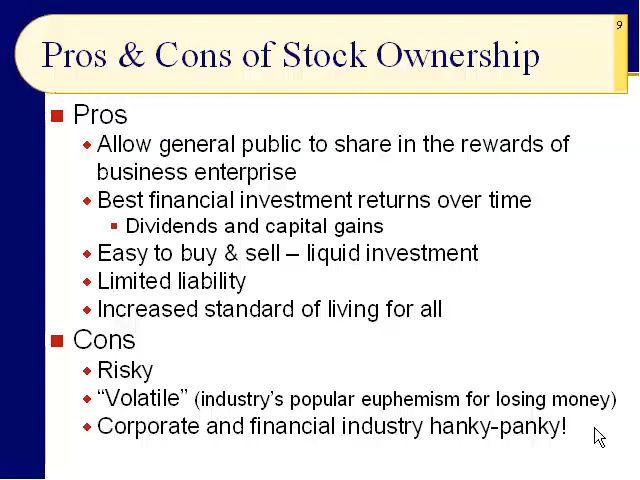 9
Pros & Cons of Stock Ownership
Pros
Allow general public to share in the rewards of
business enterprise
Best financial investment returns over time
Dividends and capital gains
Easy to buy & sell – liquid investment
Limited liability
Increased standard of living for all
Cons
Risky
“Volatile” (industry’s popular euphemism for losing money)
Corporate and financial industry hanky-panky!